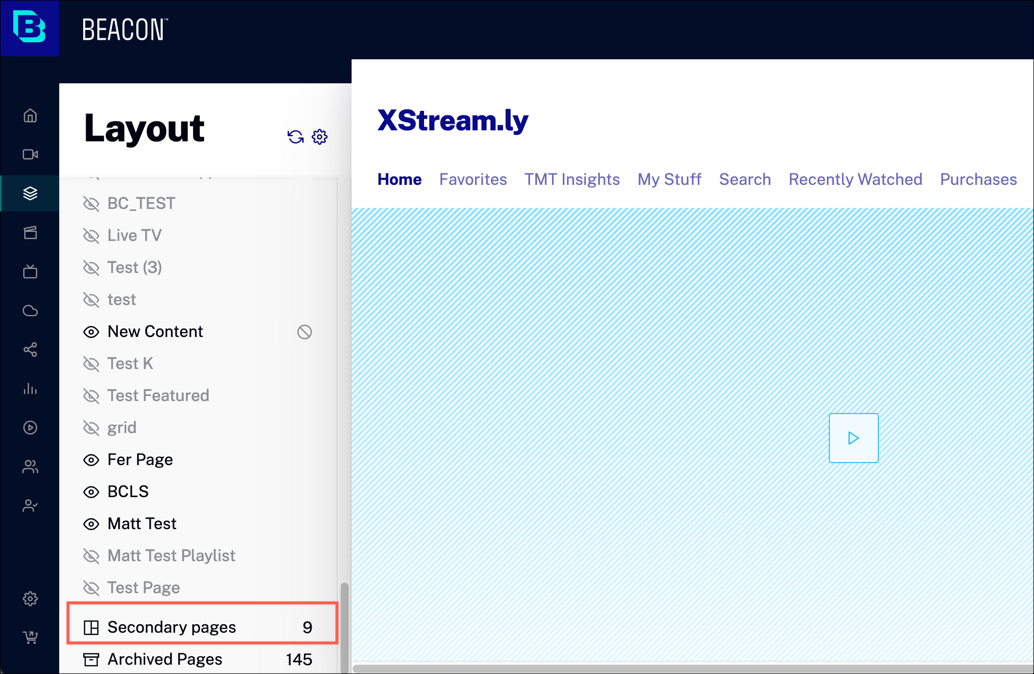 B
BEACON™
Layout
BC_TEST
Live TV
Test (3)
test
New Content
Test K
Test Featured
grid
Fer Page
BCLS
Matt Test
Matt Test Playlist
Test Page
Secondary pages 9
Archived Pages 145
XStream.ly
Home Favorites TMT Insights My Stuff Search Recently Watched Purchases